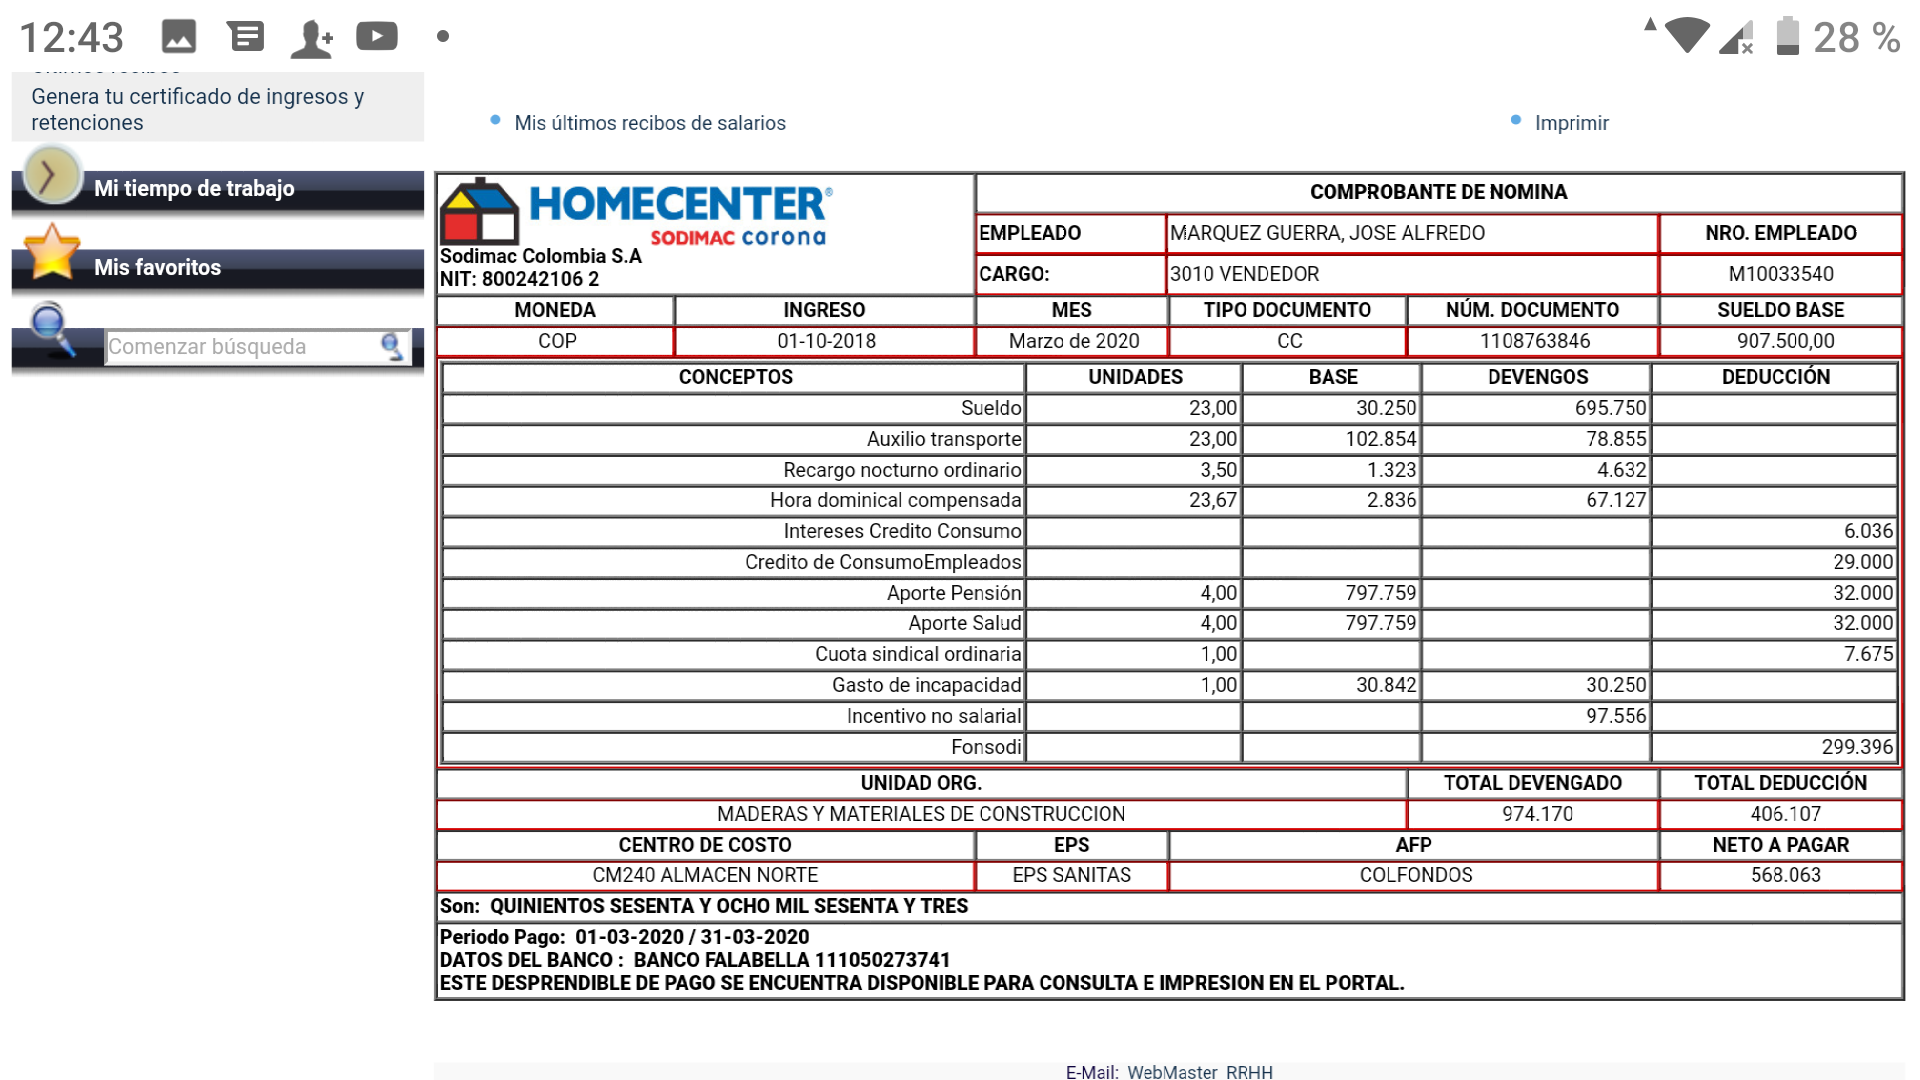 12:43
28 %
Genera tu certificado de ingresos y
retenciones
Mi tiempo de trabajo
Mis favoritos
Comenzar búsqueda
Mis últimos recibos de salarios
Imprimir
HOMECENTER®
SODIMAC corona
Sodimac Colombia S.A
NIT: 800242106 2
COMPROBANTE DE NOMINA
EMPLEADO MARQUEZ GUERRA, JOSE ALFREDO NRO. EMPLEADO
CARGO: 3010 VENDEDOR M10033540
MONEDA INGRESO MES TIPO DOCUMENTO NÚM. DOCUMENTO SUELDO BASE
COP 01-10-2018 Marzo de 2020 CC 1108763846 907.500,00
CONCEPTOS UNIDADES BASE DEVENGOS DEDUCCIÓN
Sueldo 23,00 30.250 695.750
Auxilio transporte 23,00 102.854 78.855
Recargo nocturno ordinario 3,50 1.323 4.632
Hora dominical compensada 23,67 2.836 67.127
Intereses Credito Consumo 6.036
Credito de ConsumoEmpleados 29.000
Aporte Pensión 4,00 797.759 32.000
Aporte Salud 4,00 797.759 32.000
Cuota sindical ordinaria 1,00 7.675
Gasto de incapacidad 1,00 30.842 30.250
Incentivo no salarial 97.556
Fonsodi 299.396
UNIDAD ORG. TOTAL DEVENGADO TOTAL DEDUCCIÓN
MADERAS Y MATERIALES DE CONSTRUCCION 974.170 406.107
CENTRO DE COSTO EPS AFP NETO A PAGAR
CM240 ALMACEN NORTE EPS SANITAS COLFONDOS 568.063
Son: QUINIENTOS SESENTA Y OCHO MIL SESENTA Y TRES
Periodo Pago: 01-03-2020 / 31-03-2020
DATOS DEL BANCO : BANCO FALABELLA 111050273741
ESTE DESPRENDIBLE DE PAGO SE ENCUENTRA DISPONIBLE PARA CONSULTA E IMPRESION EN EL PORTAL.
E-Mail: WebMaster RRHH